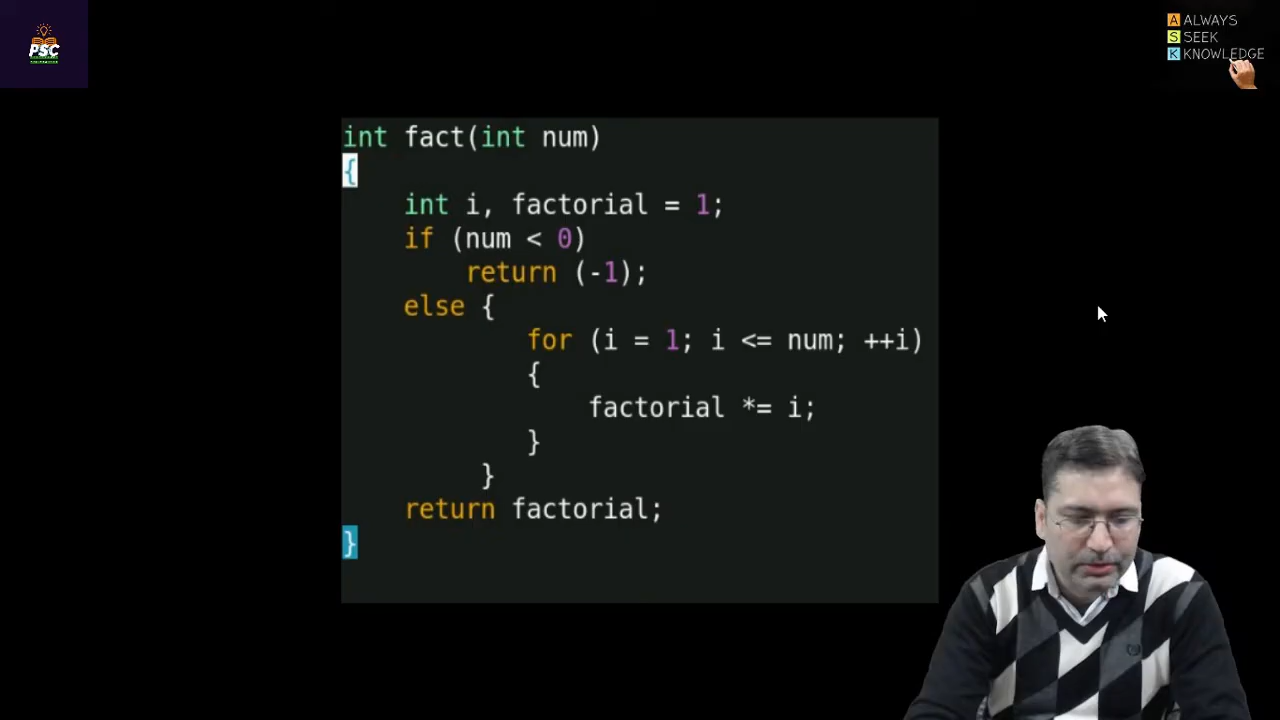 PSC
A ALWAYS
S SEEK
K KNOWLEDGE
int fact(int num)
{
    int i, factorial = 1;
    if (num < 0)
        return (-1);
    else {
            for (i = 1; i <= num; ++i)
            {
                factorial *= i;
            }
         }
    return factorial;
}